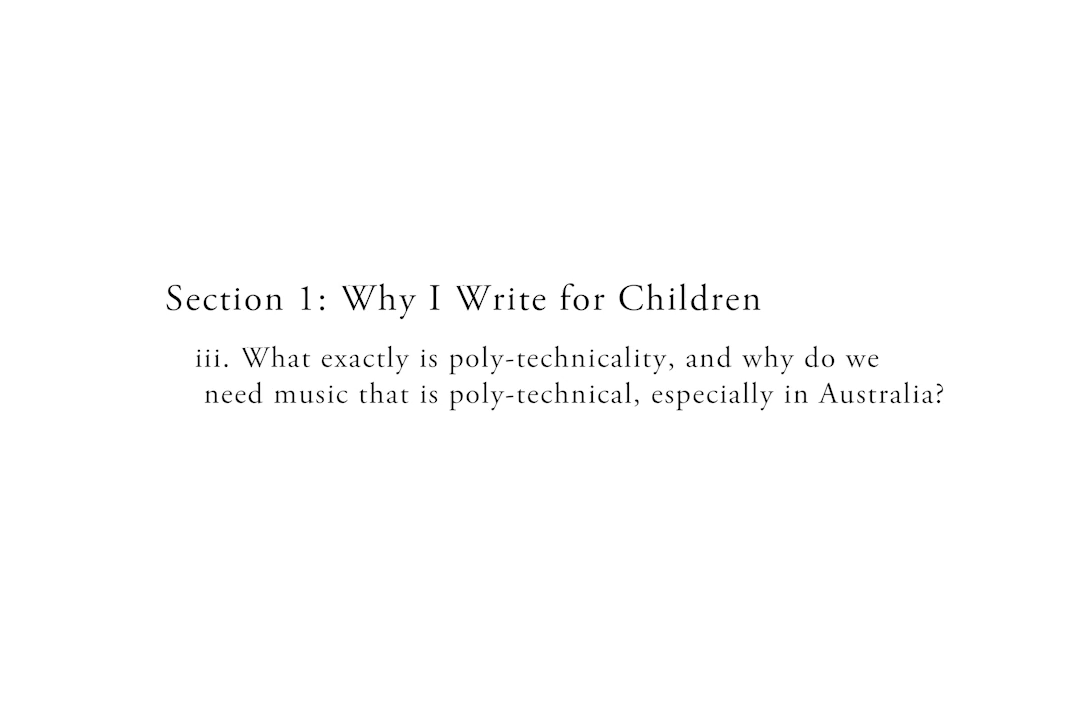 Section 1: Why I Write for Children
iii. What exactly is poly-technicality, and why do we
need music that is poly-technical, especially in Australia?